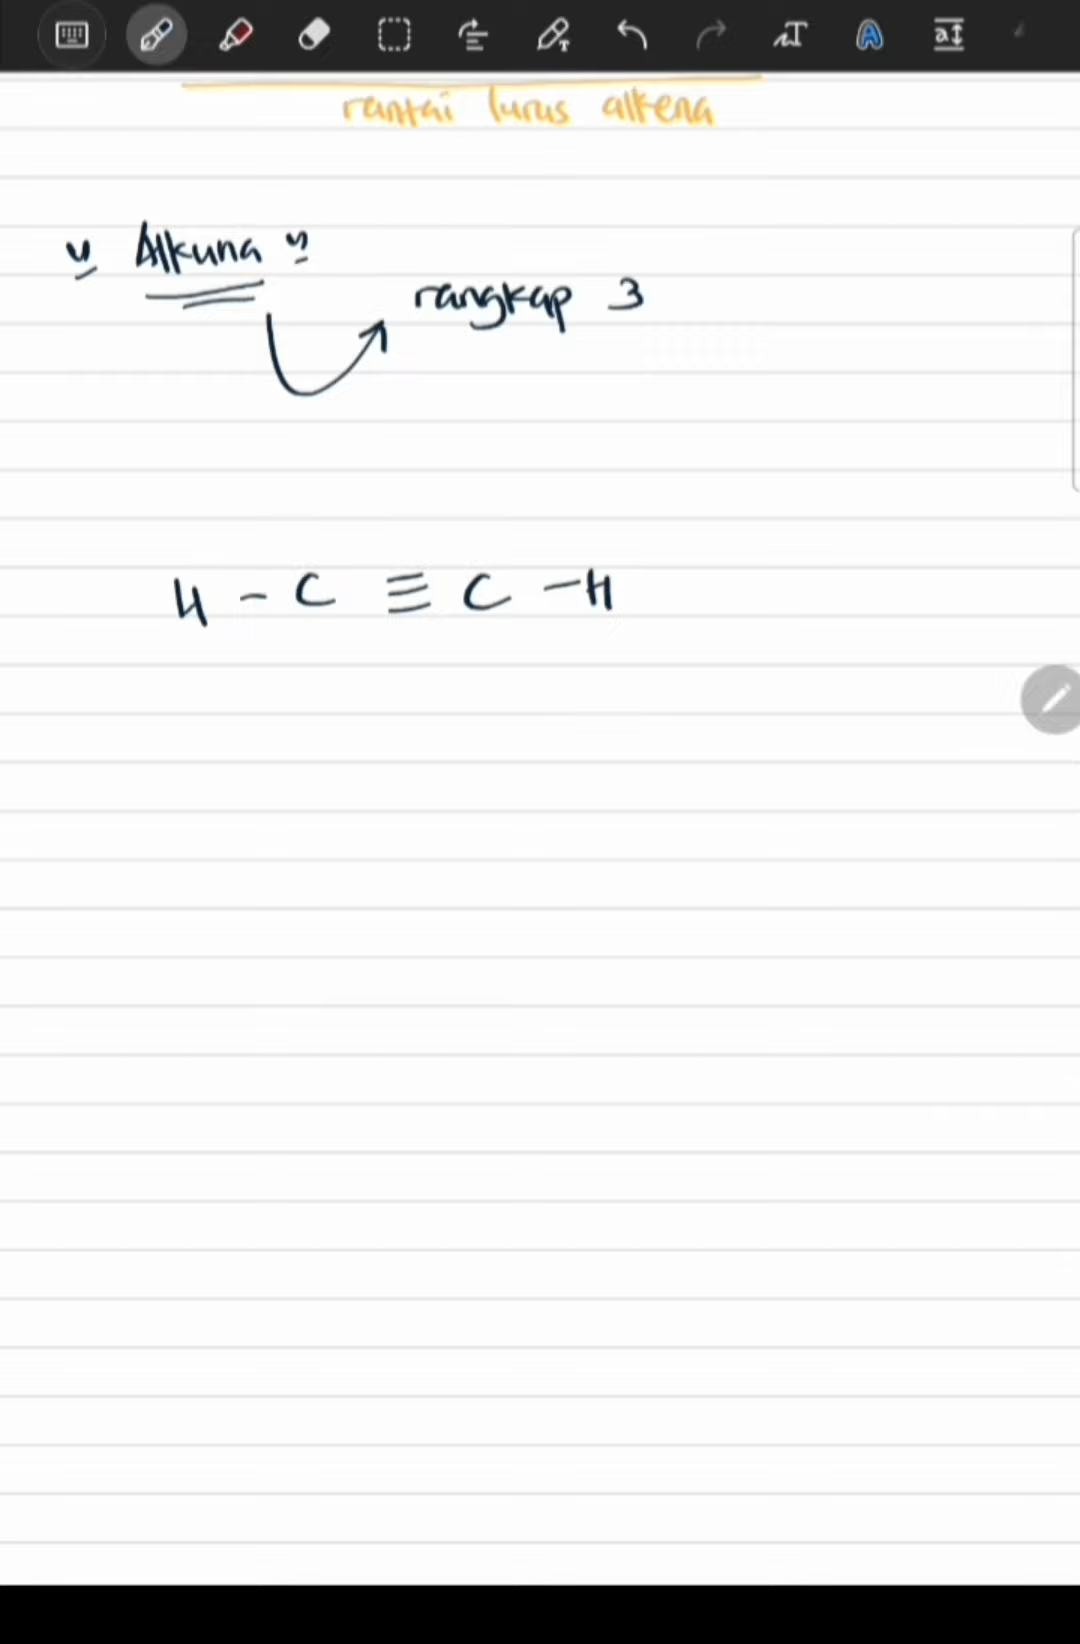 rantai lurus alkena
" Alkuna "
rangkap 3
H - C ≡ C - H